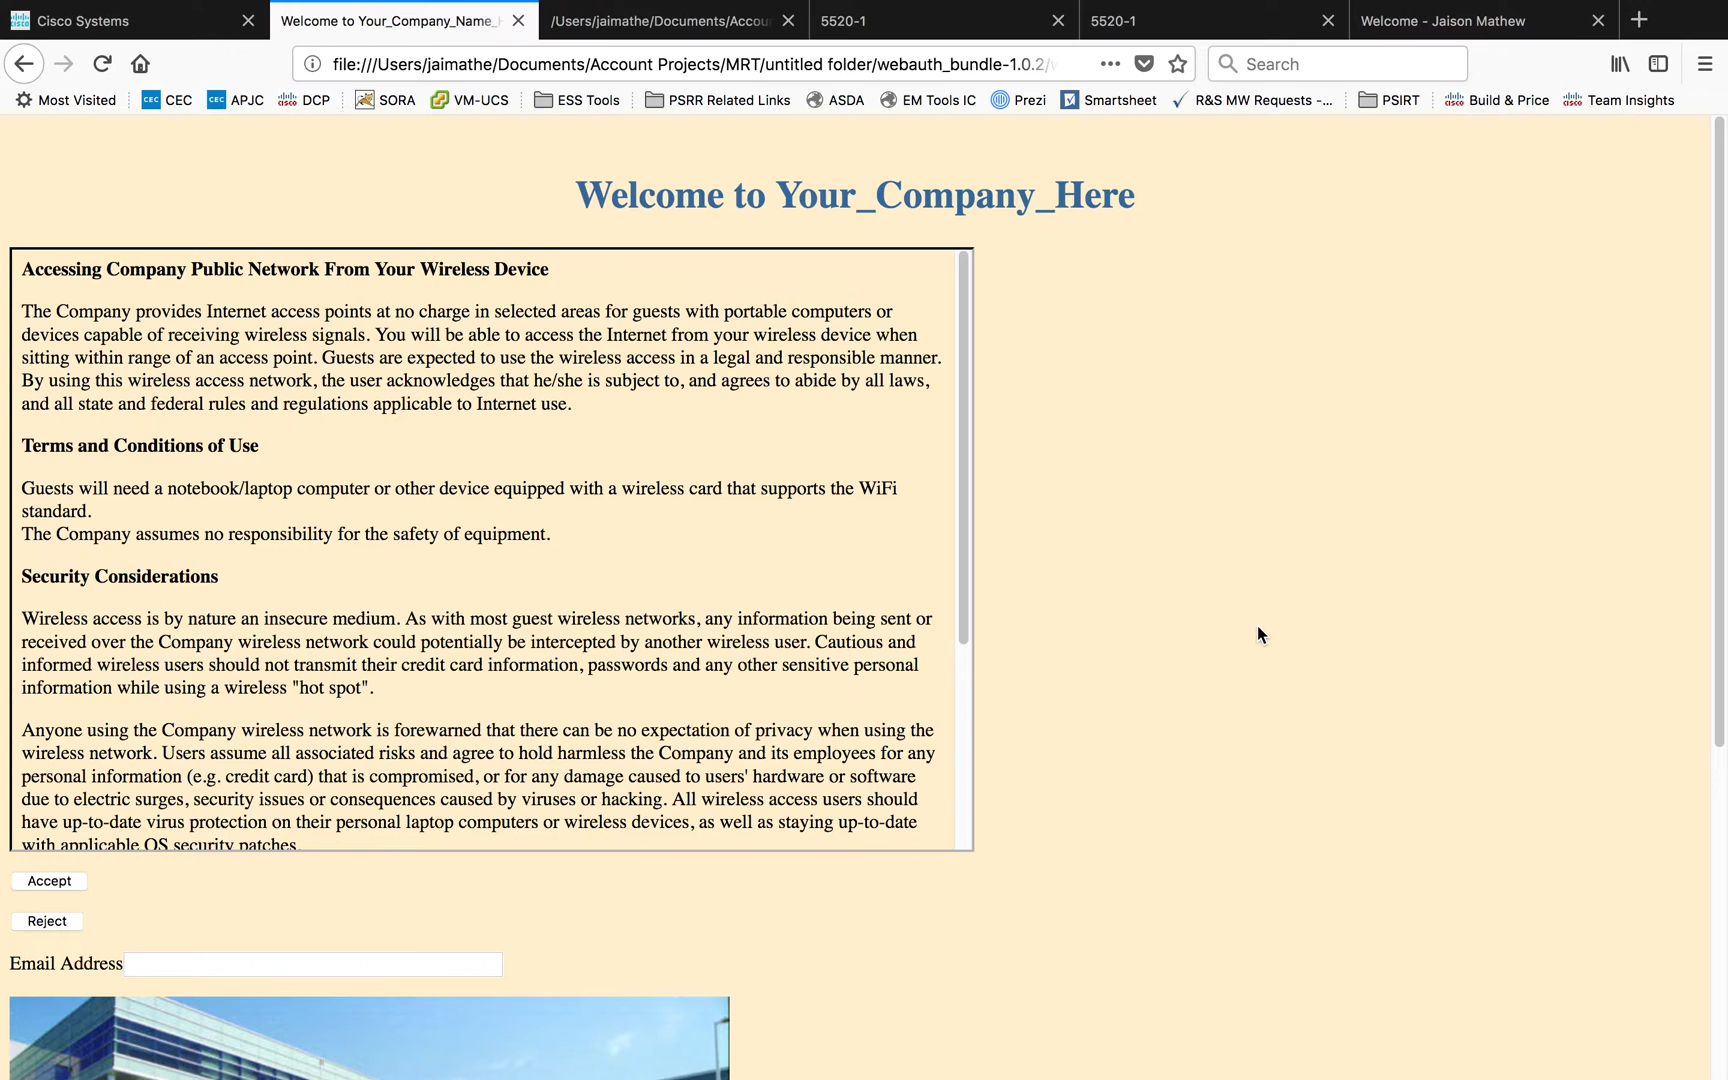 Cisco Systems
Welcome to Your_Company_Name_
/Users/jaimathe/Documents/Accou
5520-1
5520-1
Welcome - Jaison Mathew
file:///Users/jaimathe/Documents/Account Projects/MRT/untitled folder/webauth_bundle-1.0.2/
Search
Most Visited
CEC CEC
CEC APJC
cisco DCP
SORA
VM-UCS
ESS Tools
PSRR Related Links
ASDA
EM Tools IC
Prezi
Smartsheet
R&S MW Requests -...
PSIRT
cisco Build & Price
cisco Team Insights
Welcome to Your_Company_Here
Accessing Company Public Network From Your Wireless Device
The Company provides Internet access points at no charge in selected areas for guests with portable computers or
devices capable of receiving wireless signals. You will be able to access the Internet from your wireless device when
sitting within range of an access point. Guests are expected to use the wireless access in a legal and responsible manner.
By using this wireless access network, the user acknowledges that he/she is subject to, and agrees to abide by all laws,
and all state and federal rules and regulations applicable to Internet use.
Terms and Conditions of Use
Guests will need a notebook/laptop computer or other device equipped with a wireless card that supports the WiFi
standard.
The Company assumes no responsibility for the safety of equipment.
Security Considerations
Wireless access is by nature an insecure medium. As with most guest wireless networks, any information being sent or
received over the Company wireless network could potentially be intercepted by another wireless user. Cautious and
informed wireless users should not transmit their credit card information, passwords and any other sensitive personal
information while using a wireless "hot spot".
Anyone using the Company wireless network is forewarned that there can be no expectation of privacy when using the
wireless network. Users assume all associated risks and agree to hold harmless the Company and its employees for any
personal information (e.g. credit card) that is compromised, or for any damage caused to users' hardware or software
due to electric surges, security issues or consequences caused by viruses or hacking. All wireless access users should
have up-to-date virus protection on their personal laptop computers or wireless devices, as well as staying up-to-date
with applicable OS security patches.
Accept
Reject
Email Address